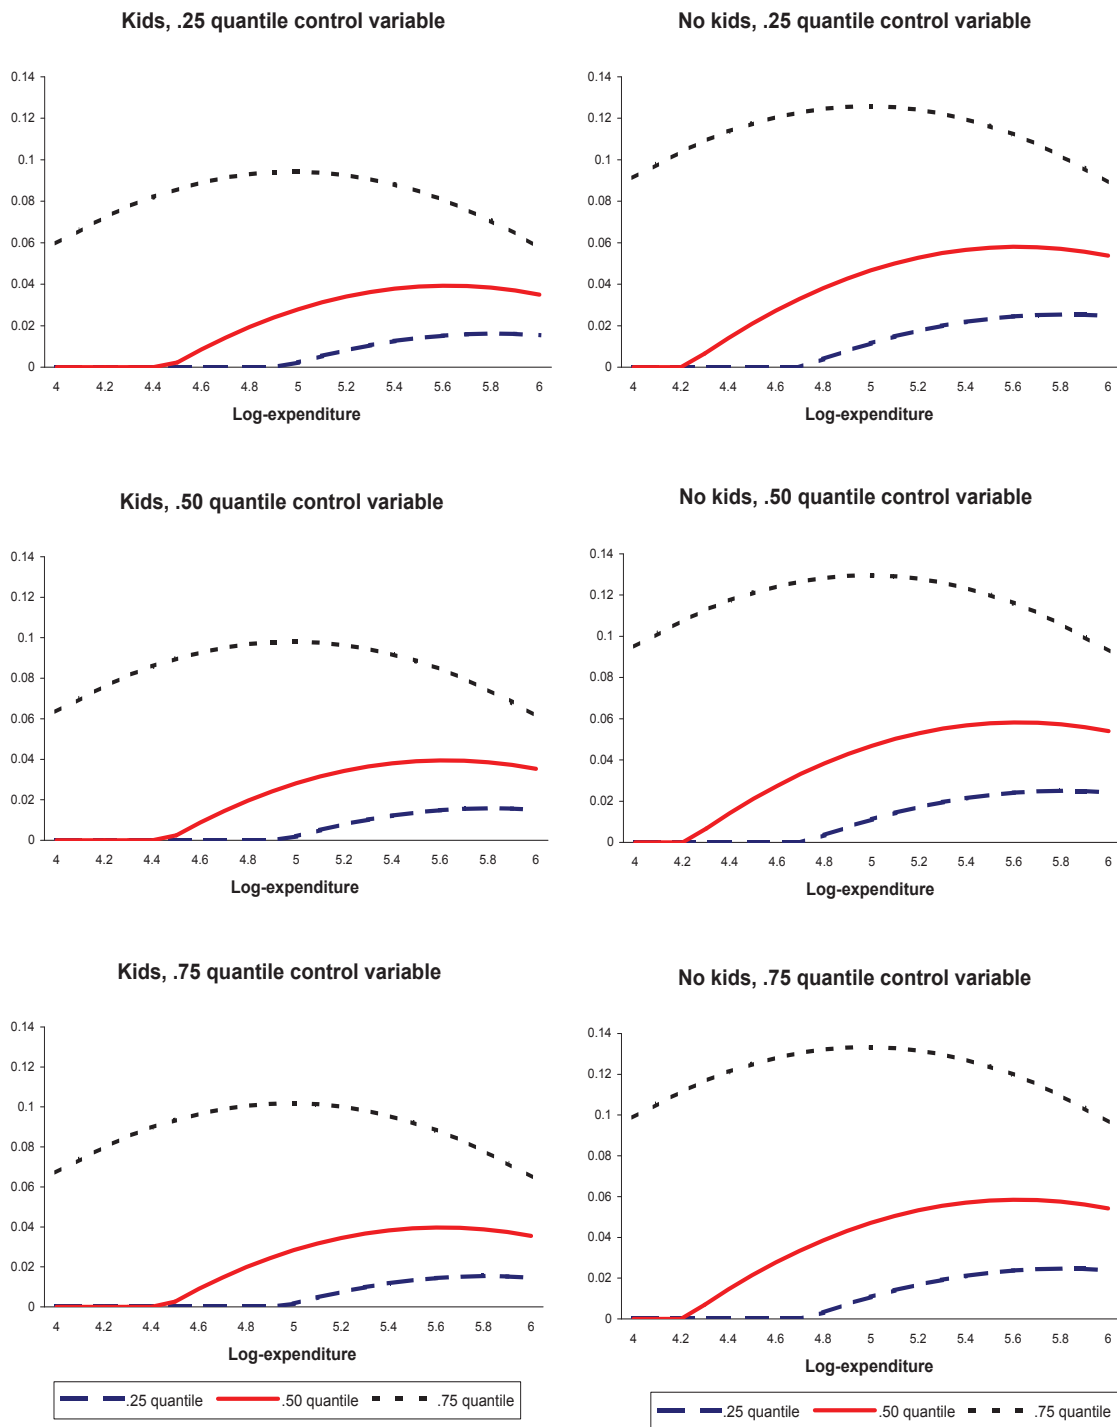 Kids, .25 quantile control variable
0.14
0.12
0.1
0.08
0.06
0.04
0.02
0
4 4.2 4.4 4.6 4.8 5 5.2 5.4 5.6 5.8 6
Log-expenditure
No kids, .25 quantile control variable
0.14
0.12
0.1
0.08
0.06
0.04
0.02
0
4 4.2 4.4 4.6 4.8 5 5.2 5.4 5.6 5.8 6
Log-expenditure
Kids, .50 quantile control variable
0.14
0.12
0.1
0.08
0.06
0.04
0.02
0
4 4.2 4.4 4.6 4.8 5 5.2 5.4 5.6 5.8 6
Log-expenditure
No kids, .50 quantile control variable
0.14
0.12
0.1
0.08
0.06
0.04
0.02
0
4 4.2 4.4 4.6 4.8 5 5.2 5.4 5.6 5.8 6
Log-expenditure
Kids, .75 quantile control variable
0.14
0.12
0.1
0.08
0.06
0.04
0.02
0
4 4.2 4.4 4.6 4.8 5 5.2 5.4 5.6 5.8 6
Log-expenditure
.25 quantile .50 quantile .75 quantile
No kids, .75 quantile control variable
0.14
0.12
0.1
0.08
0.06
0.04
0.02
0
4 4.2 4.4 4.6 4.8 5 5.2 5.4 5.6 5.8 6
Log-expenditure
.25 quantile .50 quantile .75 quantile